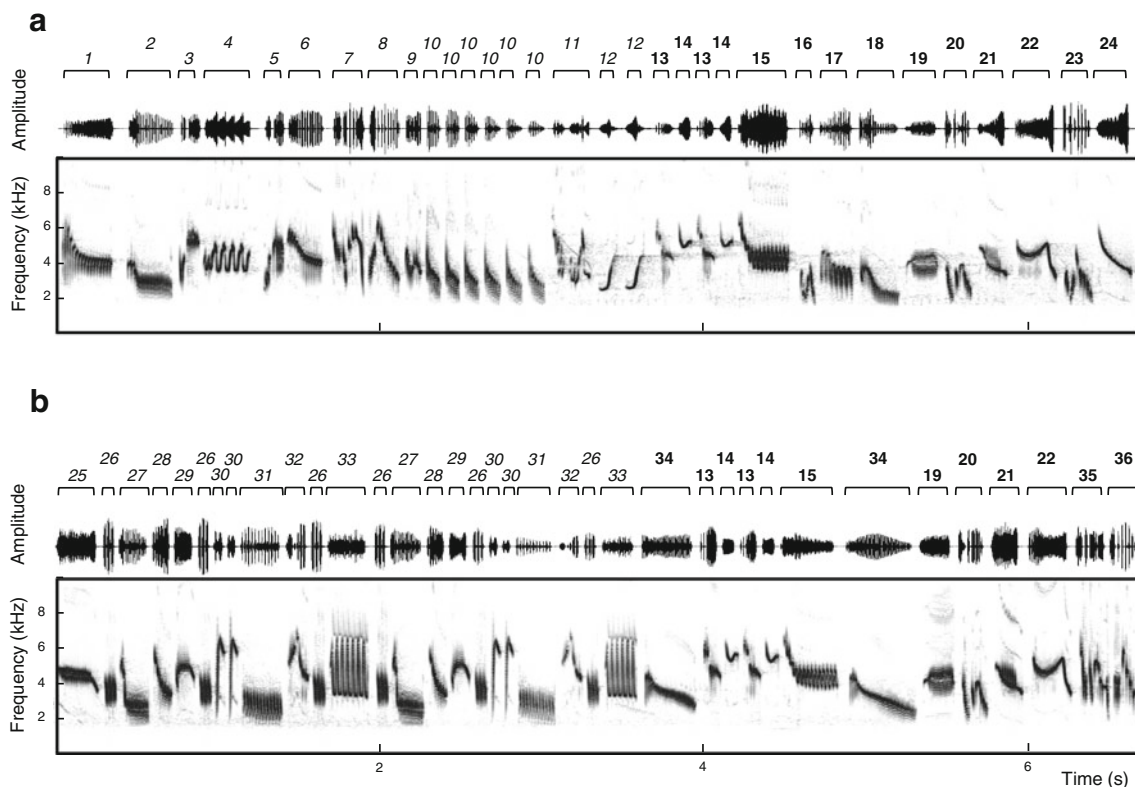 a
10 10 10 12 14 14 16 18 20 22 24
1 2 3 4 5 6 7 8 9 10 10 10 11 12 13 13 15 17 19 21 23
Amplitude
Frequency (kHz)
8
6
4
2
2 4 6
b
26 28 26 30 32 26 27 29 30 31 26 34 14 14 34 20 22 36
25 27 29 30 31 26 33 26 28 26 30 32 33 13 13 15 19 21 35
Amplitude
Frequency (kHz)
8
6
4
2
2 4 6
Time (s)